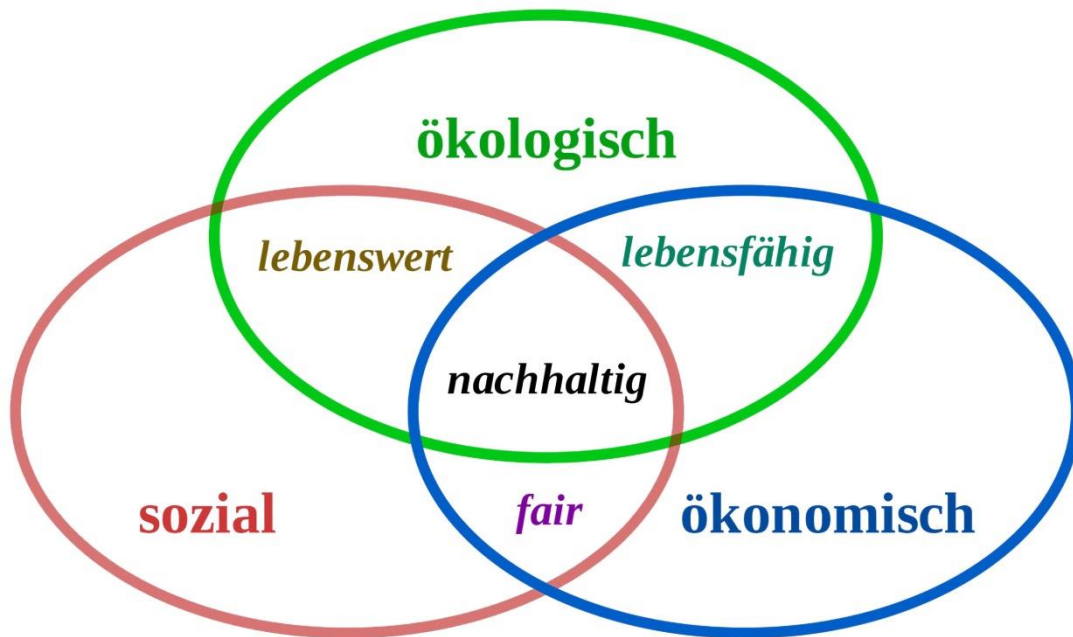 ökologisch
lebenswert
lebensfähig
nachhaltig
sozial
fair
ökonomisch